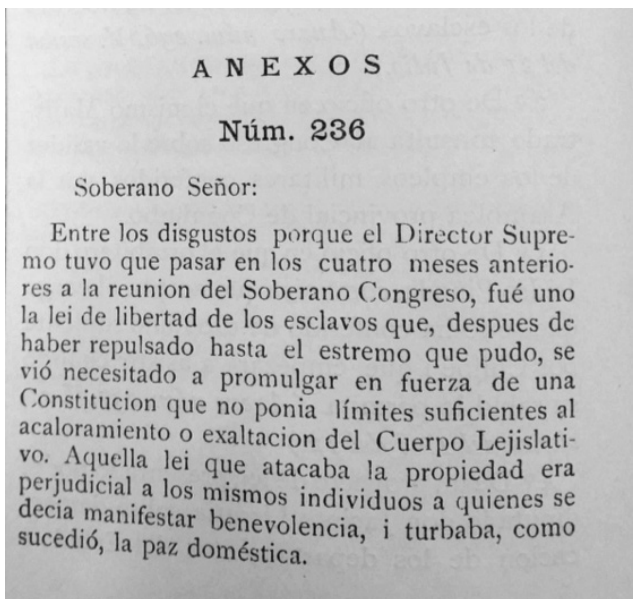 ANEXOS
Núm. 236
Soberano Señor:
Entre los disgustos porque el Director Supre-
mo tuvo que pasar en los cuatro meses anterio-
res a la reunion del Soberano Congreso, fué uno
la lei de libertad de los esclavos que, despues de
haber repulsado hasta el estremo que pudo, se
vió necesitado a promulgar en fuerza de una
Constitucion que no ponia límites suficientes al
acaloramiento o exaltacion del Cuerpo Lejislati-
vo. Aquella lei que atacaba la propiedad era
perjudicial a los mismos individuos a quienes se
decia manifestar benevolencia, i turbaba, como
sucedió, la paz doméstica.